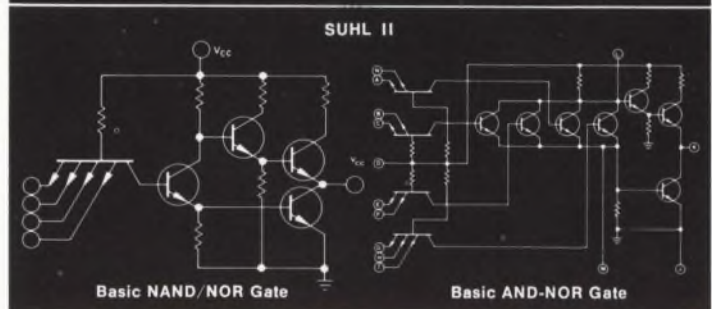 SUHL II
Vcc
Vcc
L
K
D
M
J
Basic NAND/NOR Gate
Basic AND-NOR Gate